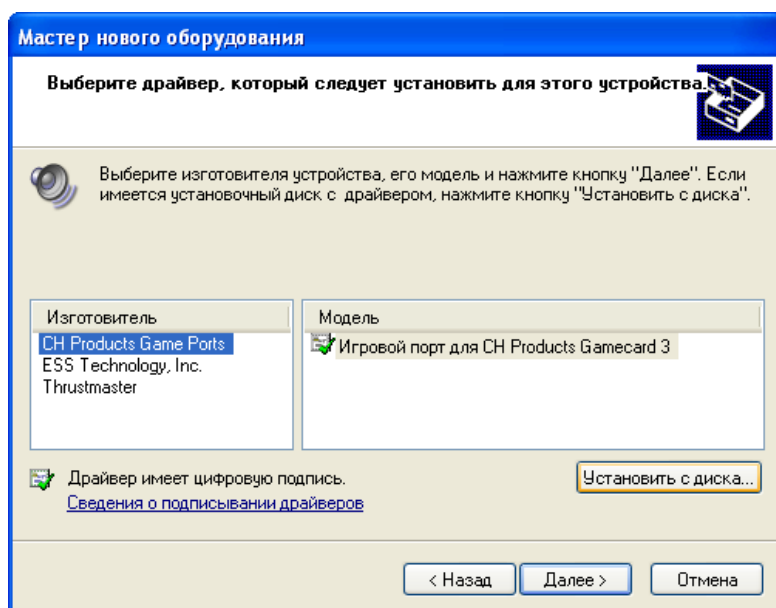 Мастер нового оборудования
Выберите драйвер, который следует установить для этого устройства.
Выберите изготовителя устройства, его модель и нажмите кнопку "Далее". Если
имеется установочный диск с драйвером, нажмите кнопку "Установить с диска".
Изготовитель
Модель
CH Products Game Ports
Игровой порт для CH Products Gamecard 3
ESS Technology, Inc.
Thrustmaster
Драйвер имеет цифровую подпись.
Установить с диска...
Сведения о подписывании драйверов
< Назад
Далее >
Отмена